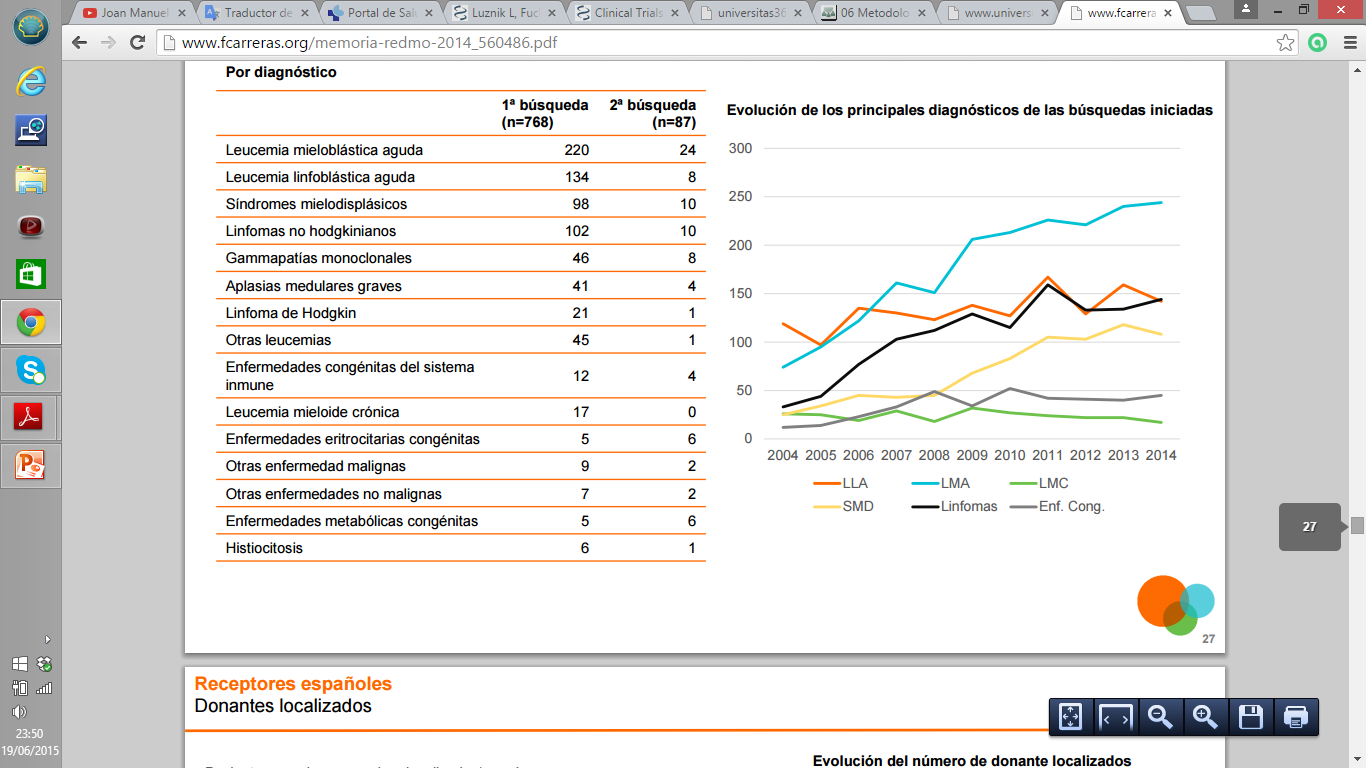 Joan Manuel
Traductor de
Portal de Sal
Luznik L, Fuc
Clinical Trials
universitas36
06 Metodolo
www.univers
www.fcarrera
www.fcarreras.org/memoria-redmo-2014_560486.pdf
Por diagnóstico
1ª búsqueda 2ª búsqueda
(n=768) (n=87)
Leucemia mieloblástica aguda 220 24
Leucemia linfoblástica aguda 134 8
Síndromes mielodisplásicos 98 10
Linfomas no hodgkinianos 102 10
Gammapatías monoclonales 46 8
Aplasias medulares graves 41 4
Linfoma de Hodgkin 21 1
Otras leucemias 45 1
Enfermedades congénitas del sistema
inmune 12 4
Leucemia mieloide crónica 17 0
Enfermedades eritrocitarias congénitas 5 6
Otras enfermedad malignas 9 2
Otras enfermedades no malignas 7 2
Enfermedades metabólicas congénitas 5 6
Histiocitosis 6 1
Evolución de los principales diagnósticos de las búsquedas iniciadas
300
250
200
150
100
50
0
2004 2005 2006 2007 2008 2009 2010 2011 2012 2013 2014
LLA LMA LMC
SMD Linfomas Enf. Cong.
27
27
Receptores españoles
Donantes localizados
Evolución del número de donante localizados
23:50
19/06/2015